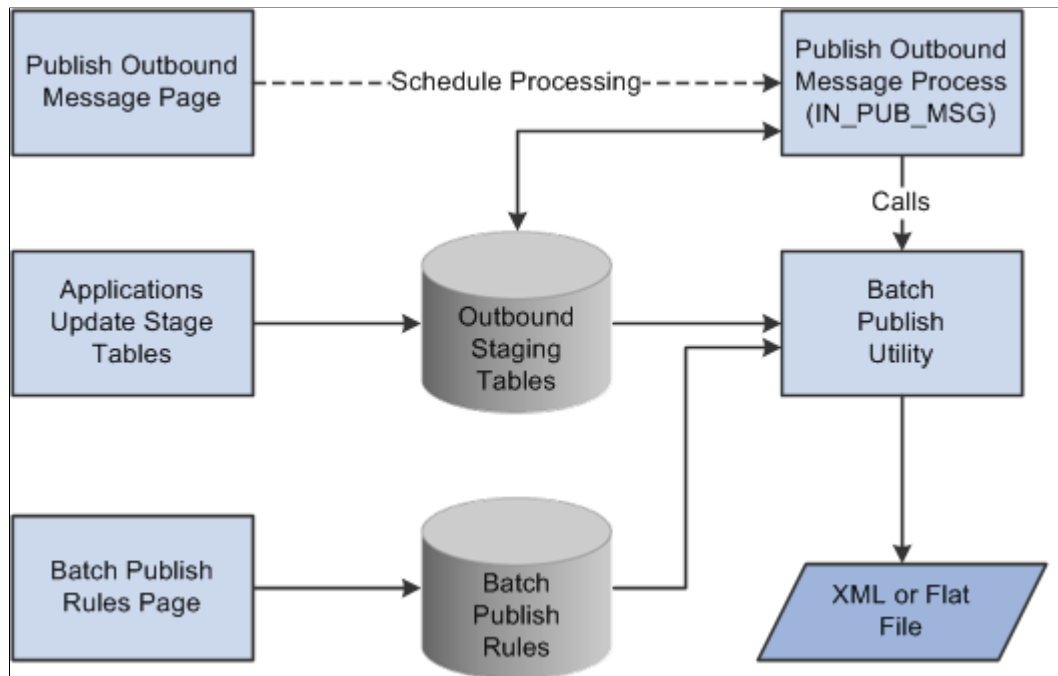 Publish Outbound
Message Page
Schedule Processing
Publish Outbound
Message Process
(IN_PUB_MSG)
Calls
Applications
Update Stage
Tables
Outbound
Staging
Tables
Batch
Publish
Utility
Batch Publish
Rules Page
Batch
Publish
Rules
XML or Flat
File